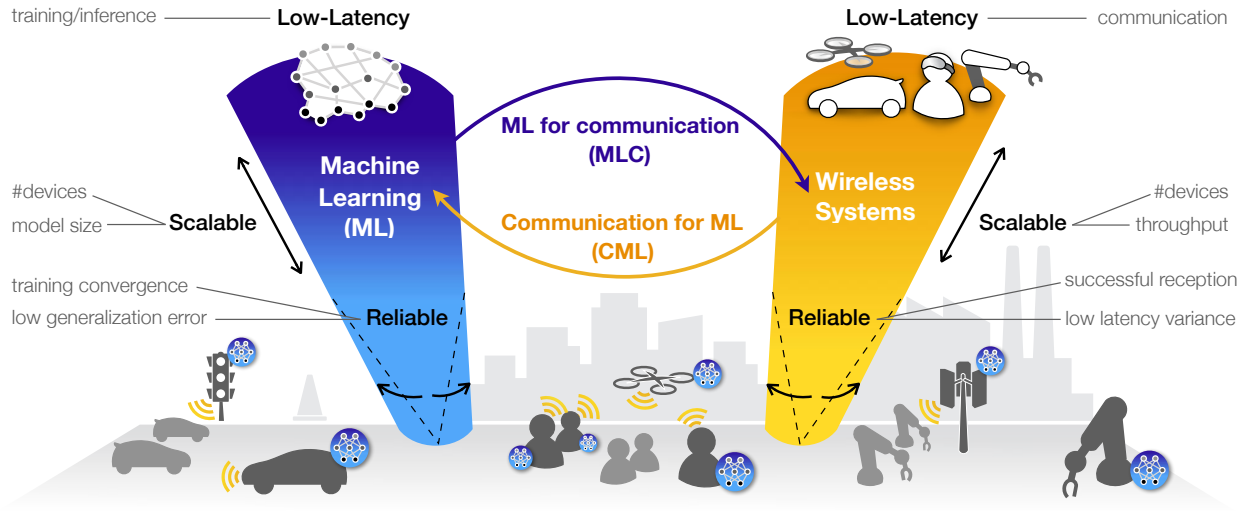 training/inference
Low-Latency
Low-Latency
communication
ML for communication
(MLC)
Machine
Learning
(ML)
Wireless
Systems
#devices
model size
Scalable
Communication for ML
(CML)
Scalable
#devices
throughput
training convergence
low generalization error
Reliable
Reliable
successful reception
low latency variance